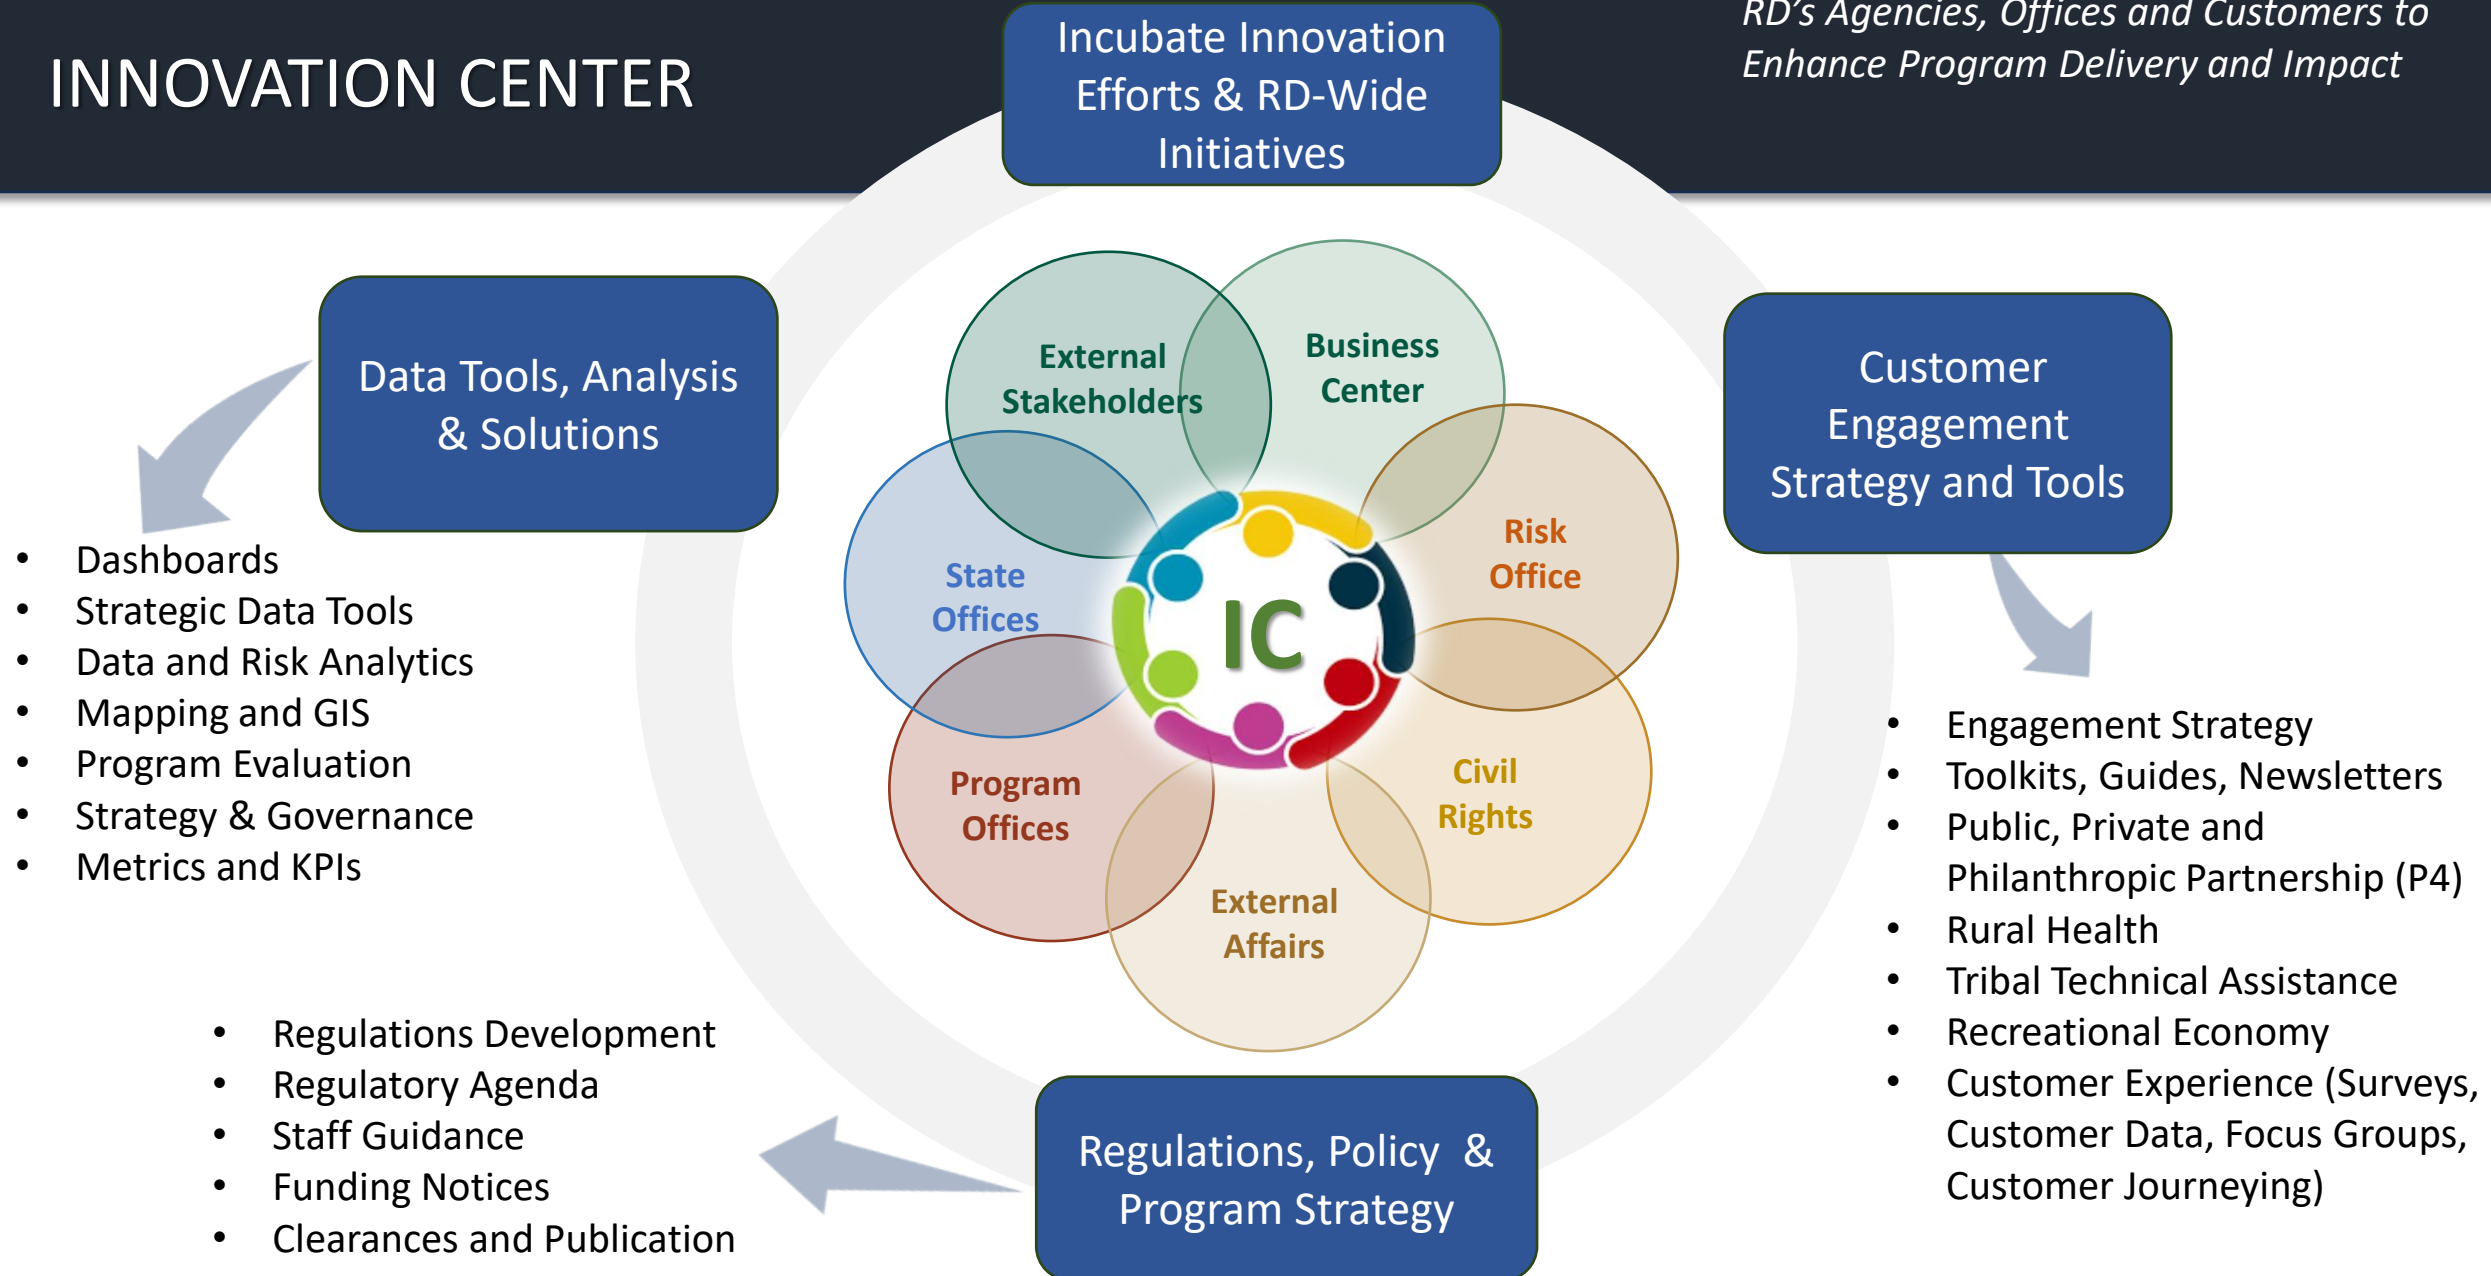 INNOVATION CENTER
Incubate Innovation
Efforts & RD-Wide
Initiatives
RD's Agencies, Offices and Customers to
Enhance Program Delivery and Impact
Data Tools, Analysis
& Solutions
• Dashboards
• Strategic Data Tools
• Data and Risk Analytics
• Mapping and GIS
• Program Evaluation
• Strategy & Governance
• Metrics and KPIs
External
Stakeholders
Business
Center
State
Offices
Risk
Office
IC
Program
Offices
Civil
Rights
External
Affairs
Customer
Engagement
Strategy and Tools
• Engagement Strategy
• Toolkits, Guides, Newsletters
• Public, Private and
Philanthropic Partnership (P4)
• Rural Health
• Tribal Technical Assistance
• Recreational Economy
• Customer Experience (Surveys,
Customer Data, Focus Groups,
Customer Journeying)
• Regulations Development
• Regulatory Agenda
• Staff Guidance
• Funding Notices
• Clearances and Publication
Regulations, Policy &
Program Strategy